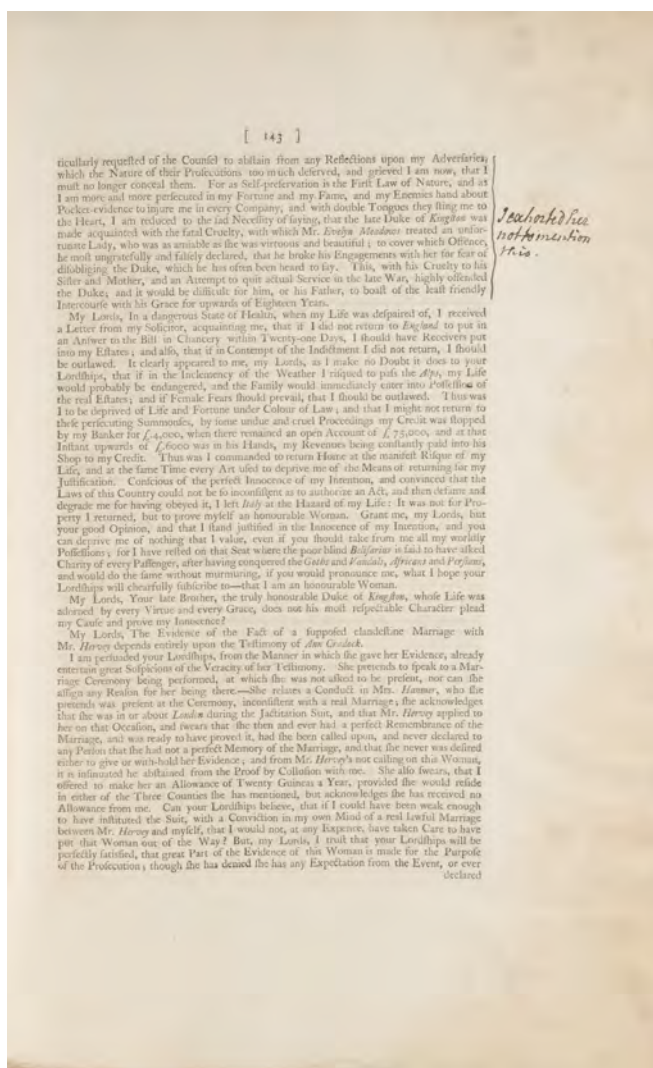 [ 143 ]
ticullarly requeſted of the Counſel to abſtain from any Reflections upon my Adverſaries,
which the Nature of their Proſecutions too much deſerved, and grieved I am now, that I
muſt no longer conceal them. For as Self-preſervation is the Firſt Law of Nature, and as
I am more and more perſecuted in my Fortune and my Fame, and my Enemies hand about
Pocket-evidence to injure me in every Company, and with double Tongues they ſting me to
the Heart, I am reduced to the ſad Neceſſity of ſaying, that the late Duke of Kingſton was
made acquainted with the fatal Cruelty, with which Mr. Evelyn Meadows treated an unfor-
tunate Lady, who was as amiable as ſhe was virtuous and beautiful; to cover which Offence,
he moſt ungratefully and falſely declared, that he broke his Engagements with her for fear of
diſobliging the Duke, which he has often been heard to ſay. This, with his Cruelty to his
Siſter and Mother, and an Attempt to quit actual Service in the late War, highly offended
the Duke; and it would be difficult for him, or his Father, to boaſt of the leaſt friendly
Intercourſe with his Grace for upwards of Eighteen Years.
I exhorted her
not to mention
this.
My Lords, In a dangerous State of Health, when my Life was deſpaired of, I received
a Letter from my Solicitor, acquainting me, that if I did not return to England to put in
an Anſwer to the Bill in Chancery within Twenty-one Days, I ſhould have Receivers put
into my Eſtates; and alſo, that if in Contempt of the Indictment I did not return, I ſhould
be outlawed. It clearly appeared to me, my Lords, as I make no Doubt it does to your
Lordſhips, that if in the Inclemency of the Weather I riſqued to paſs the Alps, my Life
would probably be endangered, and the Family would immediately enter into Poſſeſſion of
the real Eſtates; and if Female Fears ſhould prevail, that I ſhould be outlawed. Thus was
I to be deprived of Life and Fortune under Colour of Law; and that I might not return to
theſe perſecuting Summonſes, by ſome undue and cruel Proceedings my Credit was ſtopped
by my Banker for £.4,000, when there remained an open Account of £.75,000, and at that
Inſtant upwards of £.6000 was in his Hands, my Revenues being conſtantly paid into his
Shop to my Credit. Thus was I commanded to return Home at the manifeſt Riſque of my
Life, and at the ſame Time every Art uſed to deprive me of the Means of returning for my
Juſtification. Conſcious of the perfect Innocence of my Intention, and convinced that the
Laws of this Country could not be ſo inconſiſtent as to authorize an Act, and then defame and
degrade me for having obeyed it, I left Italy at the Hazard of my Life: It was not for Pro-
perty I returned, but to prove myſelf an honourable Woman. Grant me, my Lords, but
your good Opinion, and that I ſtand juſtified in the Innocence of my Intention, and you
can deprive me of nothing that I value, even if you ſhould take from me all my worldly
Poſſeſſions; for I have reſted on that Seat where the poor blind Beliſarius is ſaid to have aſked
Charity of every Paſſenger, after having conquered the Goths and Vandals, Africans and Perſians,
and would do the ſame without murmuring, if you would pronounce me, what I hope your
Lordſhips will chearfully ſubſcribe to—that I am an honourable Woman.
My Lords, Your late Brother, the truly honourable Duke of Kingſton, whoſe Life was
adorned by every Virtue and every Grace, does not his moſt reſpectable Character plead
my Cauſe and prove my Innocence?
My Lords, The Evidence of the Fact of a ſuppoſed clandeſtine Marriage with
Mr. Hervey depends entirely upon the Teſtimony of Ann Cradock.
I am perſuaded your Lordſhips, from the Manner in which ſhe gave her Evidence, already
entertain great Suſpicions of the Veracity of her Teſtimony. She pretends to ſpeak to a Mar-
riage Ceremony being performed, at which ſhe was not aſked to be preſent, nor can ſhe
aſſign any Reaſon for her being there.—She relates a Conduct in Mrs. Hanmer, who ſhe
pretends was preſent at the Ceremony, inconſiſtent with a real Marriage; ſhe acknowledges
that ſhe was in or about London during the Jactitation Suit, and that Mr. Hervey applied to
her on that Occaſion, and ſwears that ſhe then and ever had a perfect Remembrance of the
Marriage, and was ready to have proved it, had ſhe been called upon, and never declared to
any Perſon that ſhe had not a perfect Memory of the Marriage, and that ſhe never was deſired
either to give or with-hold her Evidence; and from Mr. Hervey's not calling on this Woman,
it is inſinuated he abſtained from the Proof by Colluſion with me. She alſo ſwears, that I
offered to make her an Allowance of Twenty Guineas a Year, provided ſhe would reſide
in either of the Three Counties ſhe has mentioned, but acknowledges ſhe has received no
Allowance from me. Can your Lordſhips believe, that if I could have been weak enough
to have inſtituted the Suit, with a Conviction in my own Mind of a real lawful Marriage
between Mr. Hervey and myſelf, that I would not, at any Expence, have taken Care to have
put that Woman out of the Way? But, my Lords, I truſt that your Lordſhips will be
perfectly ſatisfied, that great Part of the Evidence of this Woman is made for the Purpoſe
of the Proſecution; though ſhe has denied ſhe has any Expectation from the Event, or ever
declared